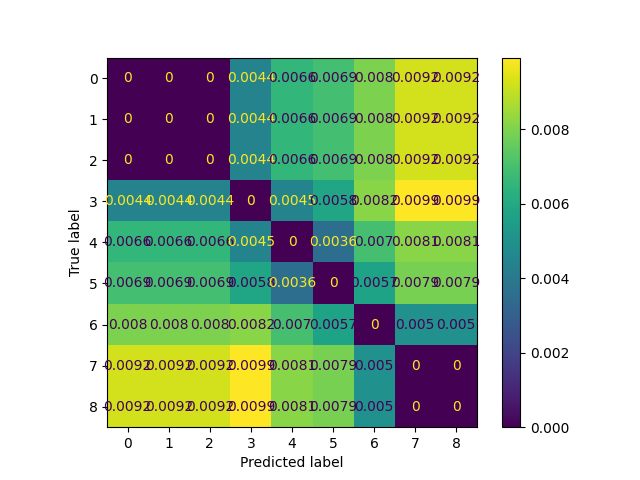 0 0 0 0 0.0044 0.0066 0.0069 0.008 0.0092 0.0092
1 0 0 0 0.0044 0.0066 0.0069 0.008 0.0092 0.0092
2 0 0 0 0.0044 0.0066 0.0069 0.008 0.0092 0.0092
3 0.0044 0.0044 0.0044 0 0.0045 0.0058 0.0082 0.0099 0.0099
4 0.0066 0.0066 0.0066 0.0045 0 0.0036 0.007 0.0081 0.0081
5 0.0069 0.0069 0.0069 0.0058 0.0036 0 0.0057 0.0079 0.0079
6 0.008 0.008 0.008 0.0082 0.007 0.0057 0 0.005 0.005
7 0.0092 0.0092 0.0092 0.0099 0.0081 0.0079 0.005 0 0
8 0.0092 0.0092 0.0092 0.0099 0.0081 0.0079 0.005 0 0
0 1 2 3 4 5 6 7 8
Predicted label
True label
0.008
0.006
0.004
0.002
0.000